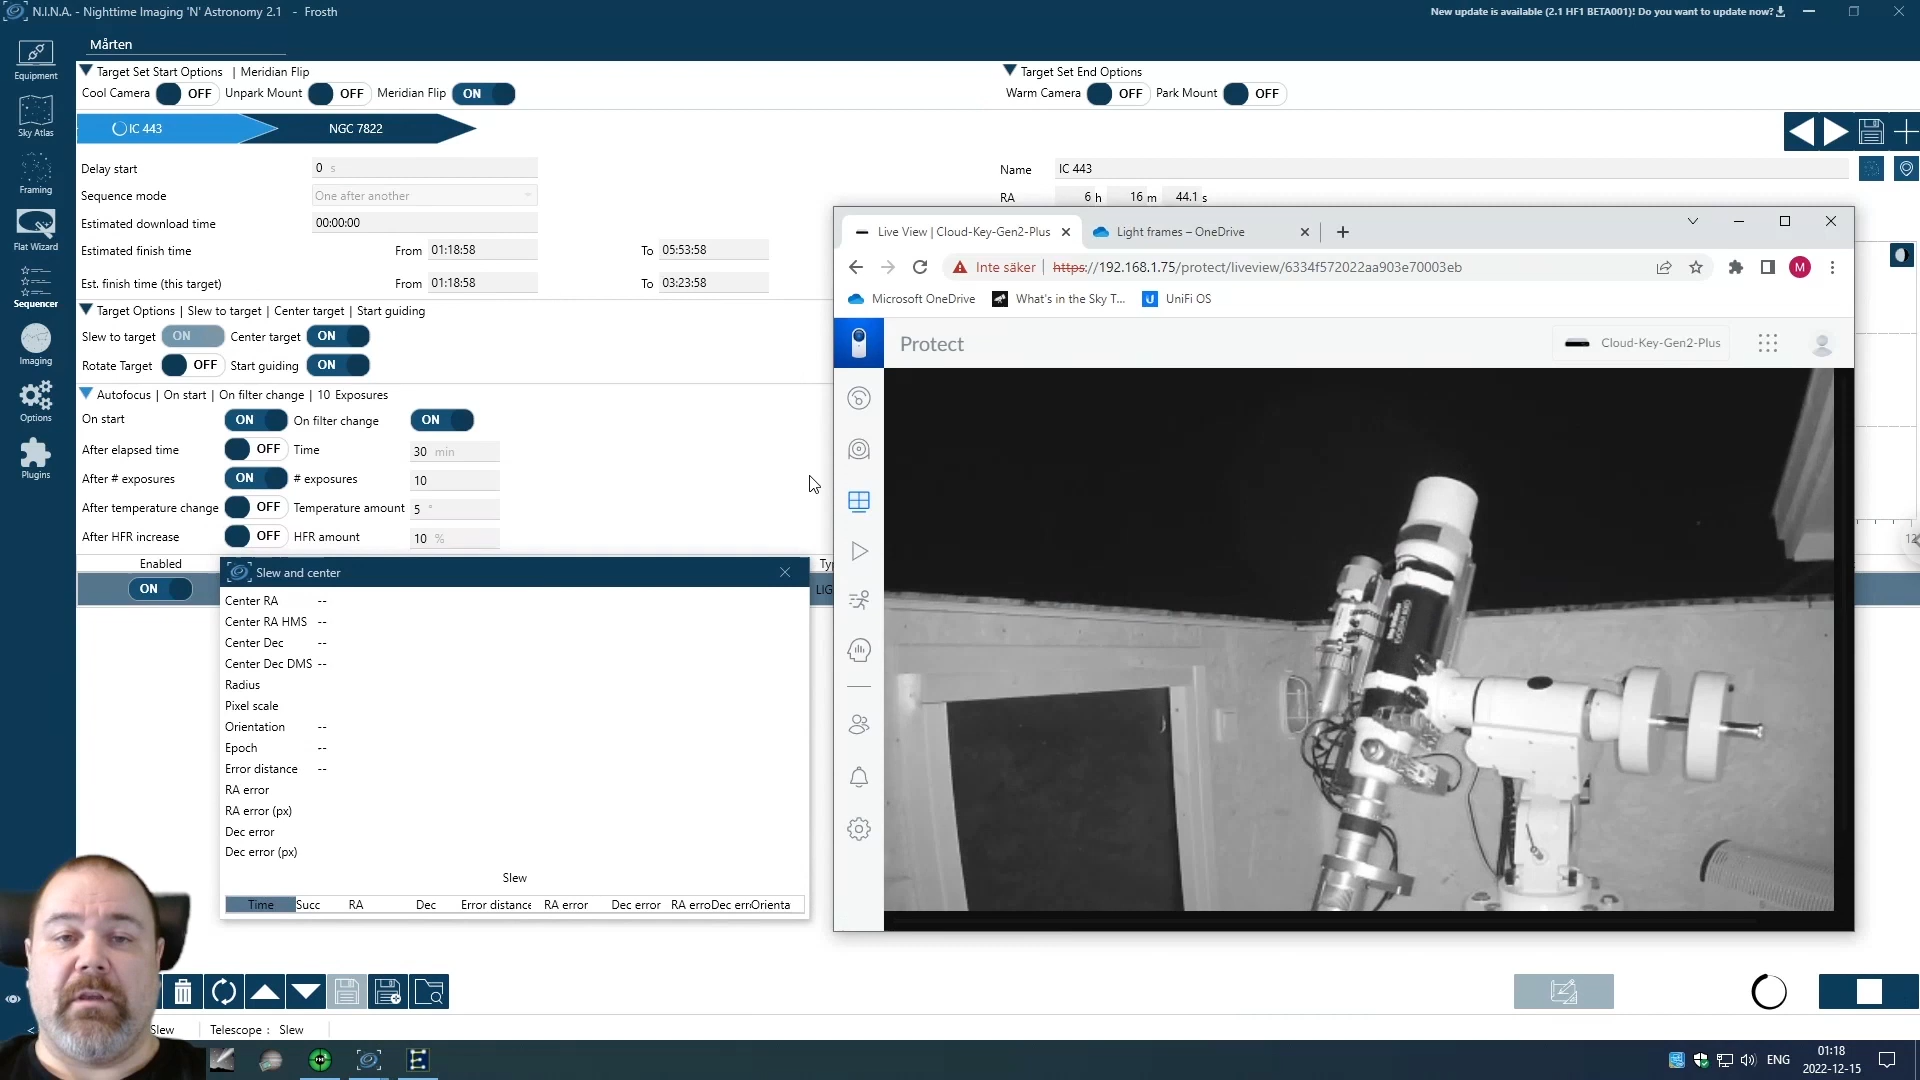 N.I.N.A. - Nighttime Imaging 'N' Astronomy 2.1 - Frosth
New update is available (2.1 HF1 BETA001)! Do you want to update now?
Mårten
Equipment
Sky Atlas
Framing
Flat Wizard
Sequencer
Imaging
Options
Plugins
Target Set Start Options | Meridian Flip
Cool Camera OFF Unpark Mount OFF Meridian Flip ON
Target Set End Options
Warm Camera OFF Park Mount OFF
IC 443
NGC 7822
Delay start 0 s
Sequence mode One after another
Estimated download time 00:00:00
Estimated finish time From 01:18:58 To 05:53:58
Est. finish time (this target) From 01:18:58 To 03:23:58
Name IC 443
RA 6 h 16 m 44.1 s
Target Options | Slew to target | Center target | Start guiding
Slew to target ON Center target ON
Rotate Target OFF Start guiding ON
Autofocus | On start | On filter change | 10 Exposures
On start ON On filter change ON
After elapsed time OFF Time 30 min
After # exposures ON # exposures 10
After temperature change OFF Temperature amount 5 °
After HFR increase OFF HFR amount 10 %
Enabled
ON
Typ
LIG
12
Slew and center
Center RA --
Center RA HMS --
Center Dec --
Center Dec DMS --
Radius
Pixel scale
Orientation --
Epoch --
Error distance --
RA error
RA error (px)
Dec error
Dec error (px)
Slew
Time Succ RA Dec Error distance RA error Dec error RA erro Dec err Orienta
Live View | Cloud-Key-Gen2-Plus
Light frames – OneDrive
Inte säker https://192.168.1.75/protect/liveview/6334f572022aa903e70003eb
M
Microsoft OneDrive
What's in the Sky T...
UniFi OS
Protect
Cloud-Key-Gen2-Plus
< Slew Telescope : Slew
ENG
01:18
2022-12-15